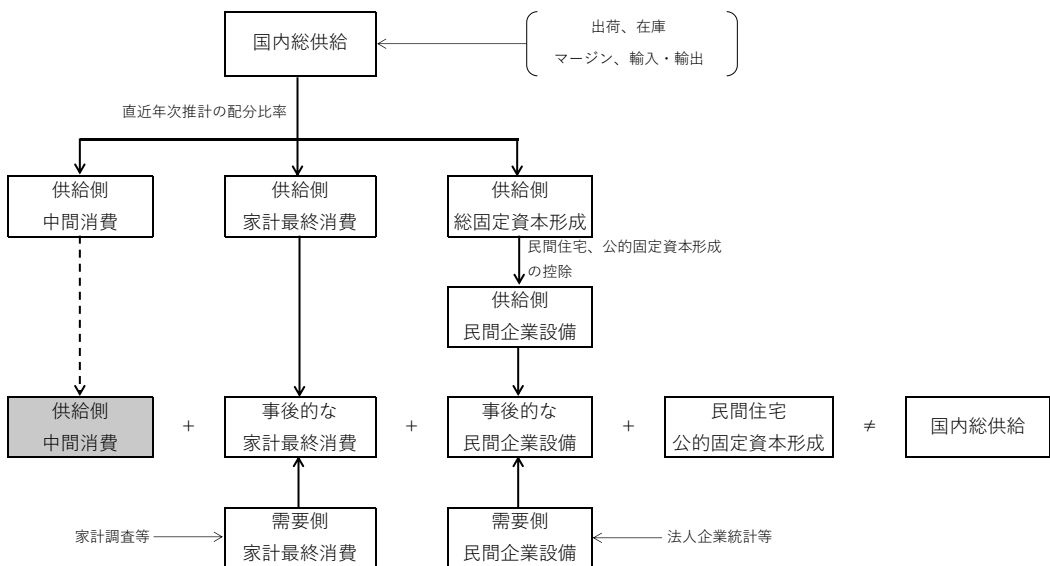 国内総供給
出荷、在庫
マージン、輸入・輸出
直近年次推計の配分比率
供給側
中間消費
供給側
家計最終消費
供給側
総固定資本形成
民間住宅、公的固定資本形成
の控除
供給側
民間企業設備
供給側
中間消費
+
事後的な
家計最終消費
+
事後的な
民間企業設備
+
民間住宅
公的固定資本形成
≠
国内総供給
家計調査等
需要側
家計最終消費
需要側
民間企業設備
法人企業統計等